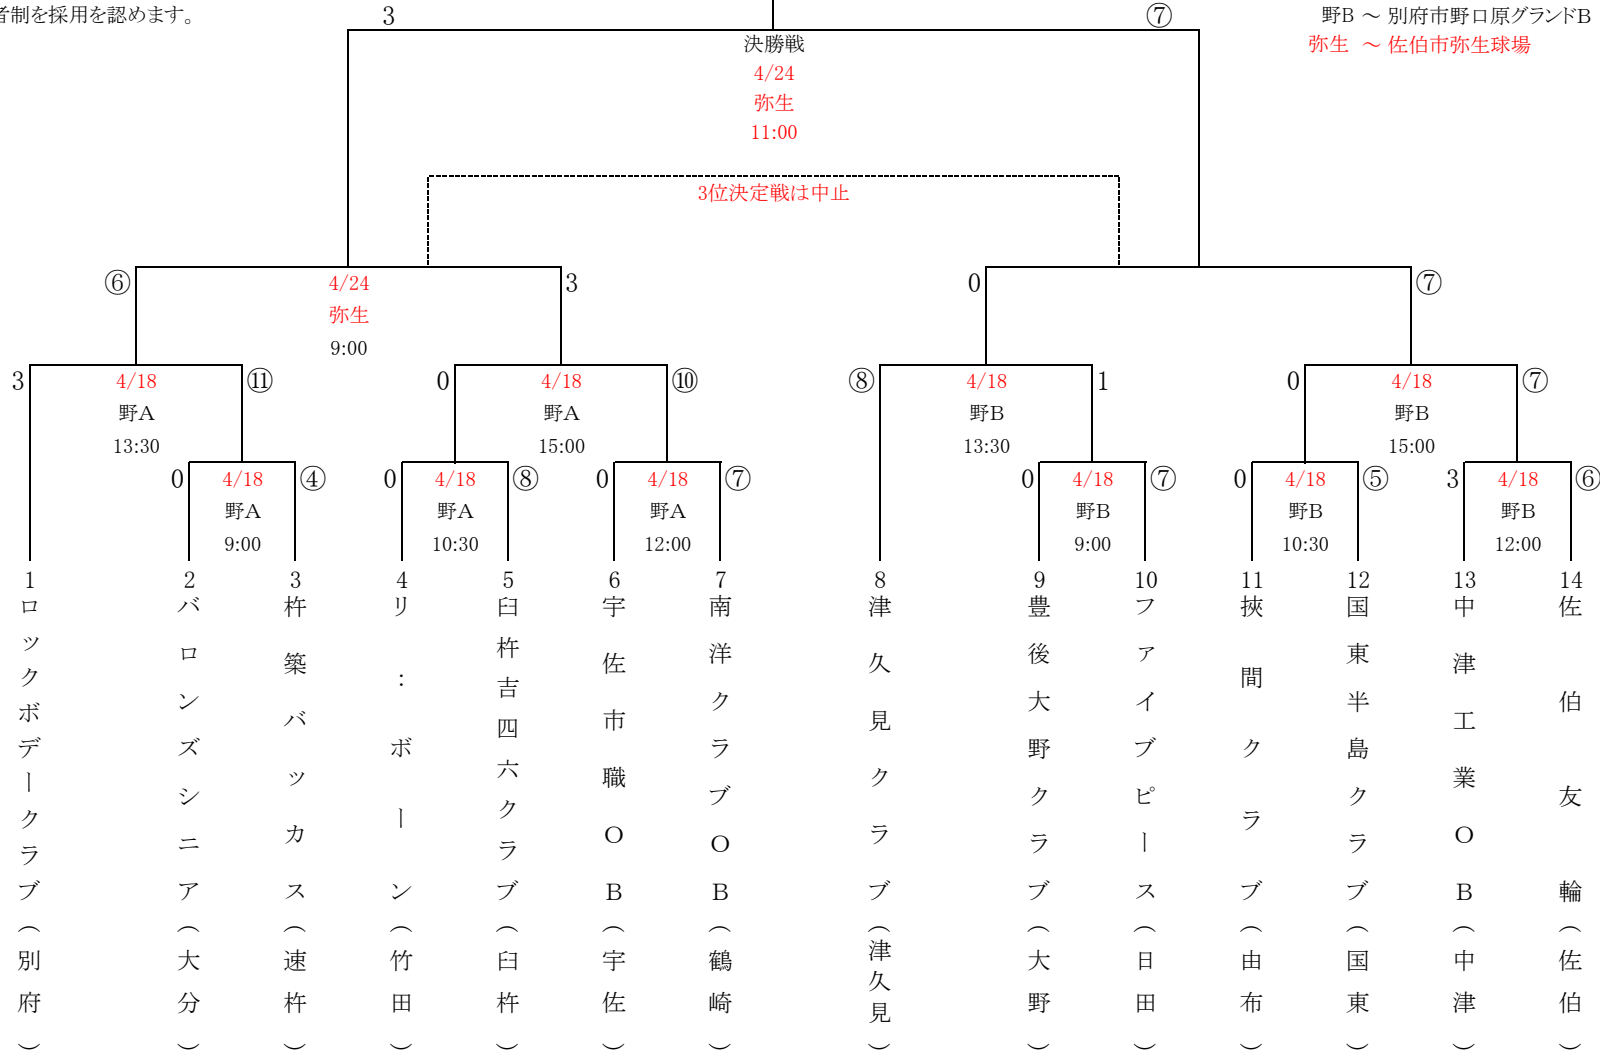 者制を採用を認めます。
野B ～ 別府市野口原グランドB
弥生 ～ 佐伯市弥生球場
3
⑦
決勝戦
4/24
弥生
11:00
3位決定戦は中止
⑥
4/24
弥生
9:00
3
0
⑦
3
4/18
野A
13:30
⑪
0
4/18
野A
15:00
⑩
⑧
4/18
野B
13:30
1
0
4/18
野B
15:00
⑦
0
4/18
野A
9:00
④
0
4/18
野A
10:30
⑧
0
4/18
野A
12:00
⑦
0
4/18
野B
9:00
⑦
0
4/18
野B
10:30
⑤
3
4/18
野B
12:00
⑥
1
ロックボデークラブ（別府）
2
バロンズシニア（大分）
3
杵築バッカス（速杵）
4
リ：ボーン（竹田）
5
臼杵吉四六クラブ（臼杵）
6
宇佐市職OB（宇佐）
7
南洋クラブOB（鶴崎）
8
津久見クラブ（津久見）
9
豊後大野クラブ（大野）
10
ファイブピース（日田）
11
挾間クラブ（由布）
12
国東半島クラブ（国東）
13
中津工業OB（中津）
14
佐伯友輪（佐伯）